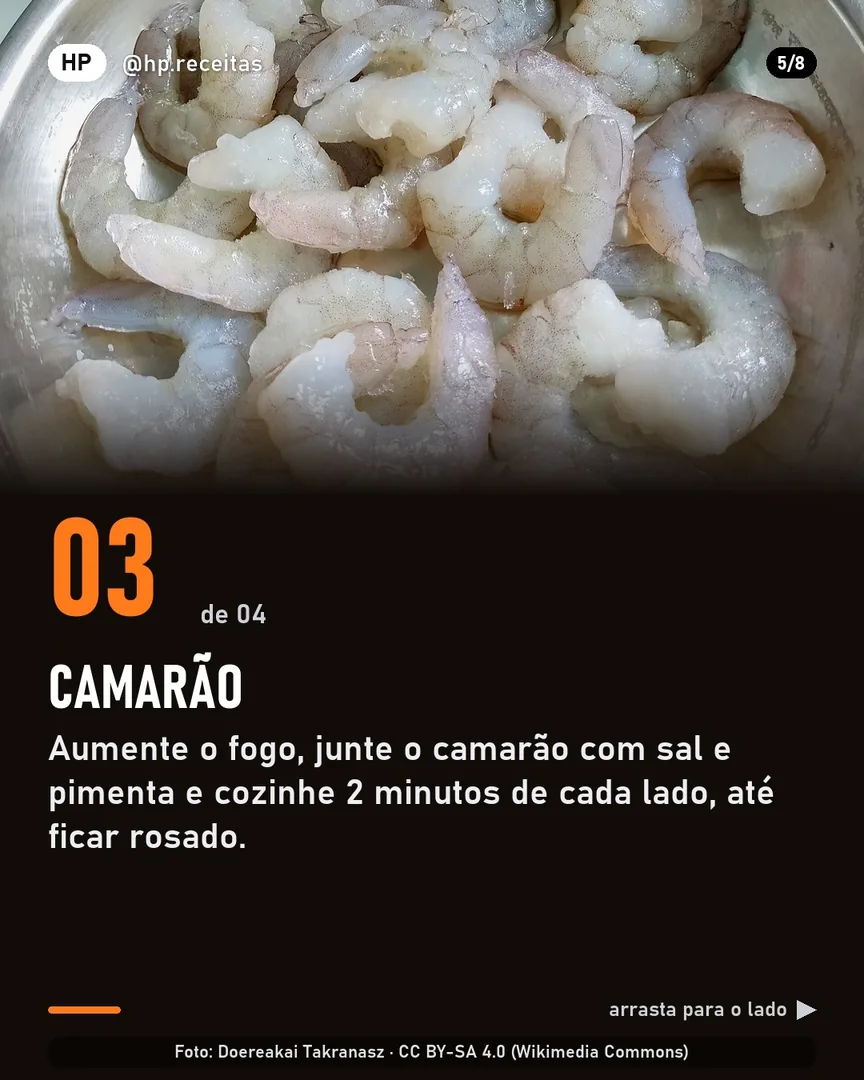 HP @hp.receitas 5/8
03 de 04
CAMARÃO
Aumente o fogo, junte o camarão com sal e
pimenta e cozinhe 2 minutos de cada lado, até
ficar rosado.
arrasta para o lado ▶
Foto: Doereakai Takranasz · CC BY-SA 4.0 (Wikimedia Commons)